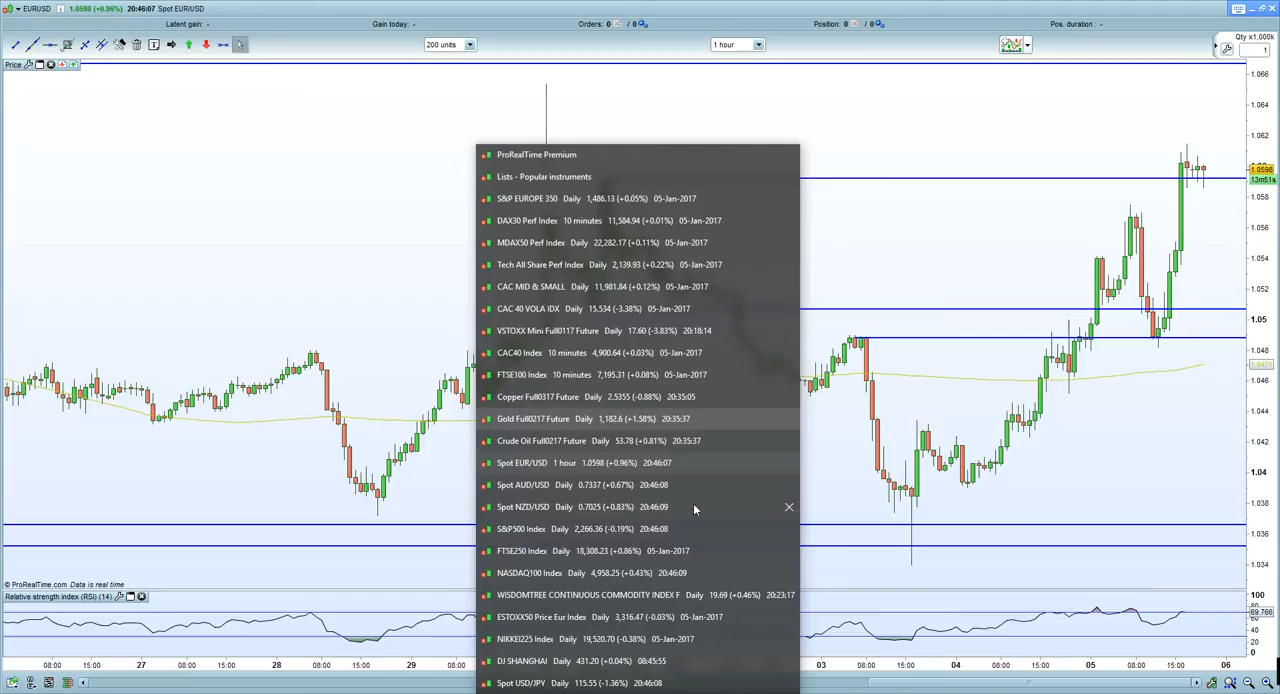 EURUSD 1.0598 (+0.96%) 20:46:07 Spot EUR/USD
Latent gain: - Gain today: - Orders: 0 / 0 Position: 0 / 0 Pos. duration : -
200 units 1 hour Qty x1,000k
1
Price
ProRealTime Premium
Lists - Popular instruments
S&P EUROPE 350 Daily 1,486.13 (+0.05%) 05-Jan-2017
DAX30 Perf Index 10 minutes 11,584.94 (+0.01%) 05-Jan-2017
MDAX50 Perf Index Daily 22,282.17 (+0.11%) 05-Jan-2017
Tech All Share Perf Index Daily 2,139.93 (+0.22%) 05-Jan-2017
CAC MID & SMALL Daily 11,981.84 (+0.12%) 05-Jan-2017
CAC 40 VOLA IDX Daily 15.534 (-3.38%) 05-Jan-2017
VSTOXX Mini Full0117 Future Daily 17.60 (-3.83%) 20:18:14
CAC40 Index 10 minutes 4,900.64 (+0.03%) 05-Jan-2017
FTSE100 Index 10 minutes 7,195.31 (+0.08%) 05-Jan-2017
Copper Full0317 Future Daily 2.5355 (-0.88%) 20:35:05
Gold Full0217 Future Daily 1,182.6 (+1.58%) 20:35:37
Crude Oil Full0217 Future Daily 53.78 (+0.81%) 20:35:37
Spot EUR/USD 1 hour 1.0598 (+0.96%) 20:46:07
Spot AUD/USD Daily 0.7337 (+0.67%) 20:46:08
Spot NZD/USD Daily 0.7025 (+0.83%) 20:46:09
S&P500 Index Daily 2,266.36 (-0.19%) 20:46:08
FTSE250 Index Daily 18,308.23 (+0.86%) 05-Jan-2017
NASDAQ100 Index Daily 4,958.25 (+0.43%) 20:46:09
WISDOMTREE CONTINUOUS COMMODITY INDEX F Daily 19.69 (+0.46%) 20:23:17
ESTOXX50 Price Eur Index Daily 3,316.47 (-0.03%) 05-Jan-2017
NIKKEI225 Index Daily 19,520.70 (-0.38%) 05-Jan-2017
DJ SHANGHAI Daily 431.20 (+0.04%) 08:45:55
Spot USD/JPY Daily 115.55 (-1.36%) 20:46:08
1.066
1.064
1.062
1.0598
13m51s
1.058
1.056
1.054
1.052
1.05
1.048
1.0471
1.046
1.044
1.042
1.04
1.038
1.036
1.034
© ProRealTime.com Data is real time
Relative strength index (RSI) (14)
100
69.766
60
40
20
0
08:00 15:00 27 08:00 15:00 28 08:00 15:00 29 08:00 03 08:00 15:00 04 08:00 15:00 05 08:00 15:00 06